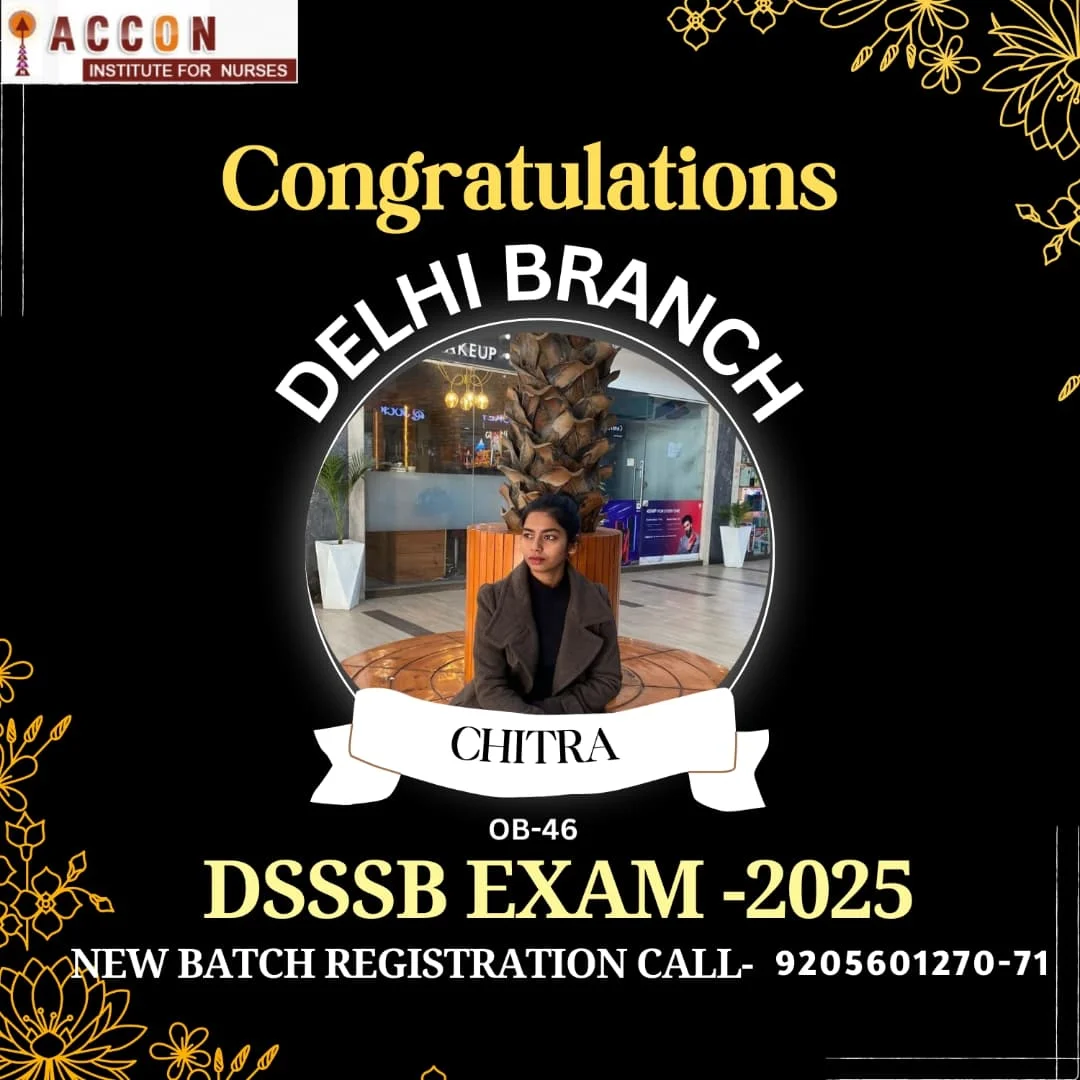 ACCON
INSTITUTE FOR NURSES
Congratulations
DELHI BRANCH
AKEUP
CHITRA
OB-46
DSSSB EXAM -2025
NEW BATCH REGISTRATION CALL- 9205601270-71